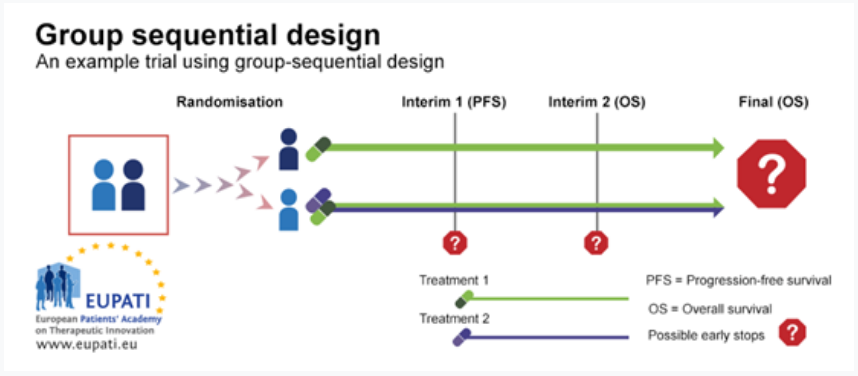 Group sequential design
An example trial using group-sequential design
Randomisation
Interim 1 (PFS)
Interim 2 (OS)
Final (OS)
?
?
?
EUPATI
European Patients' Academy
on Therapeutic Innovation
www.eupati.eu
Treatment 1
Treatment 2
PFS = Progression-free survival
OS = Overall survival
Possible early stops
?